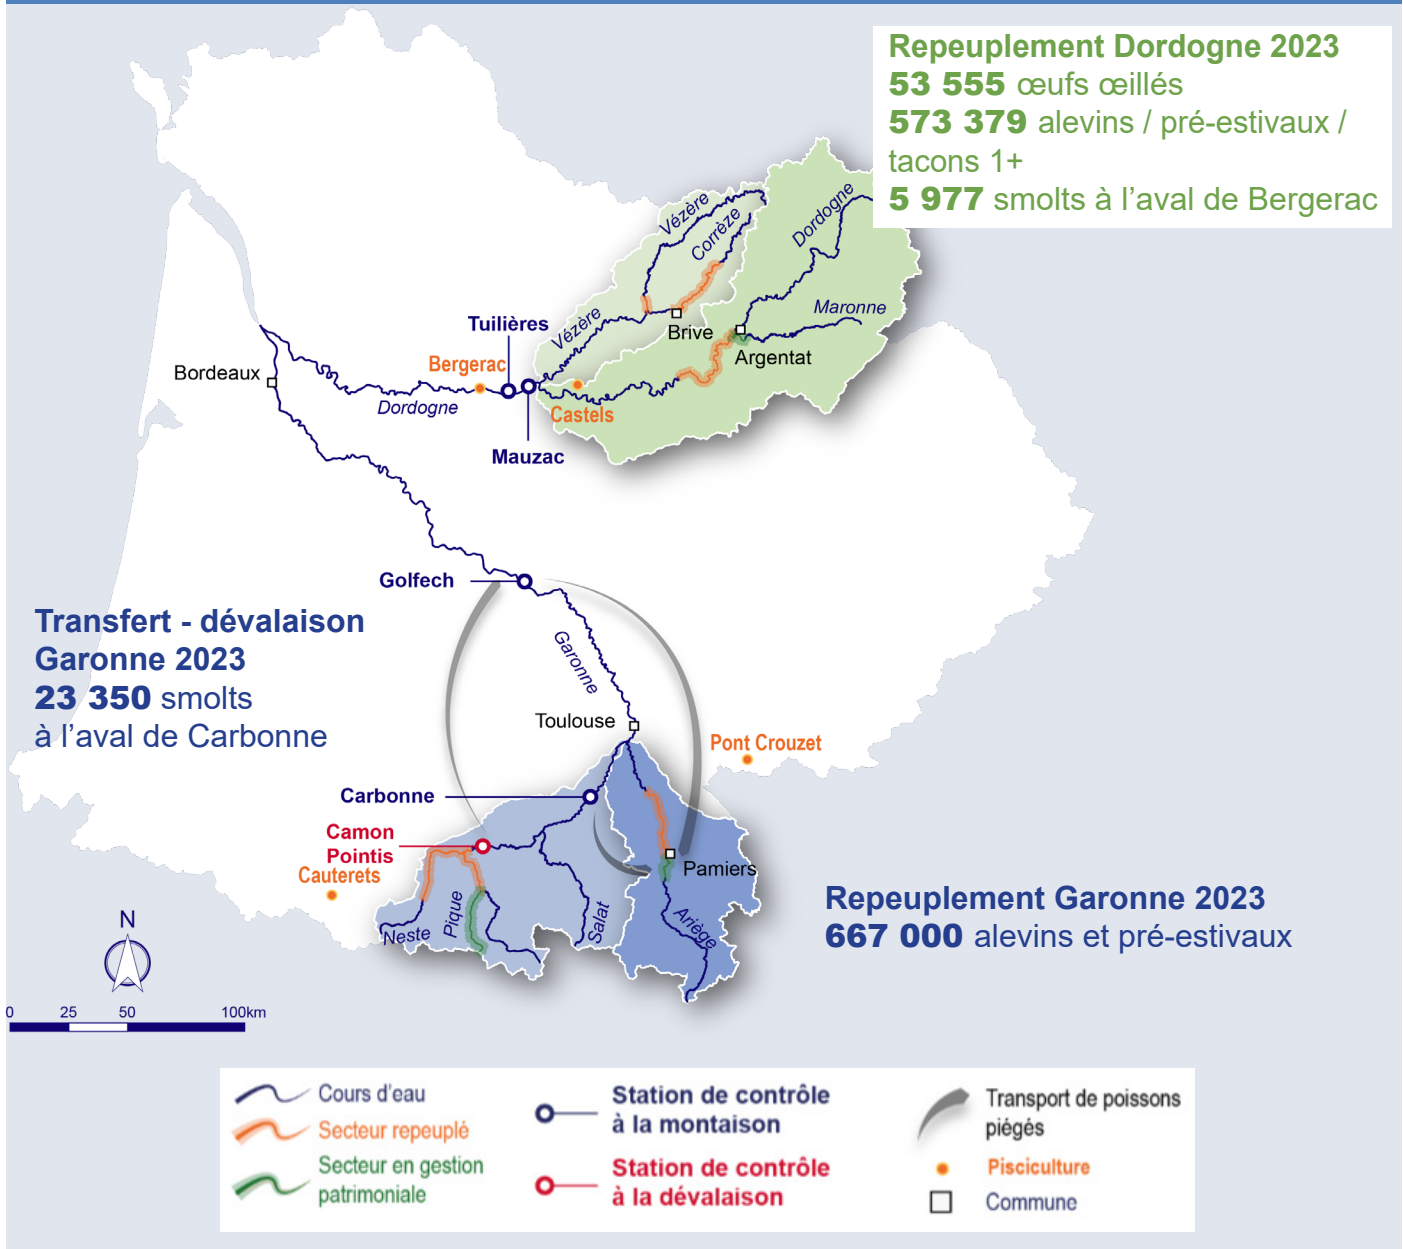 Repeuplement Dordogne 2023
53 555 œufs œillés
573 379 alevins / pré-estivaux /
tacons 1+
5 977 smolts à l'aval de Bergerac
Vézère
Corrèze
Dordogne
Maronne
Tuilières
Vézère
Brive
Argentat
Bordeaux
Bergerac
Dordogne
Castels
Mauzac
Golfech
Transfert - dévalaison
Garonne 2023
23 350 smolts
à l'aval de Carbonne
Garonne
Toulouse
Pont Crouzet
Carbonne
Camon
Pointis
Cauterets
Pamiers
Neste
Pique
Salat
Ariège
Repeuplement Garonne 2023
667 000 alevins et pré-estivaux
N
0 25 50 100km
Cours d'eau
Secteur repeuplé
Secteur en gestion
patrimoniale
Station de contrôle
à la montaison
Station de contrôle
à la dévalaison
Transport de poissons
piégés
Pisciculture
Commune